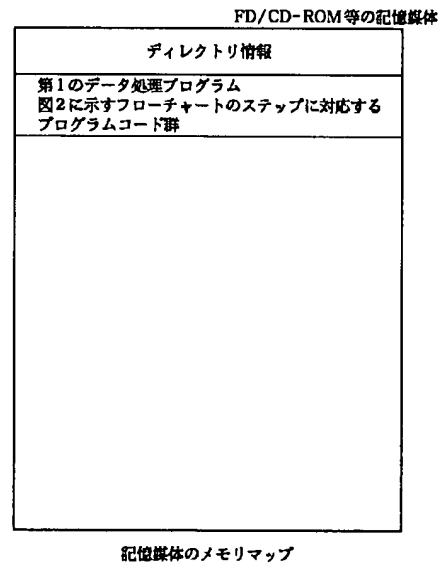 FD/CD-ROM等の記憶媒体
ディレクトリ情報
第1のデータ処理プログラム
図2に示すフローチャートのステップに対応する
プログラムコード群
記憶媒体のメモリマップ